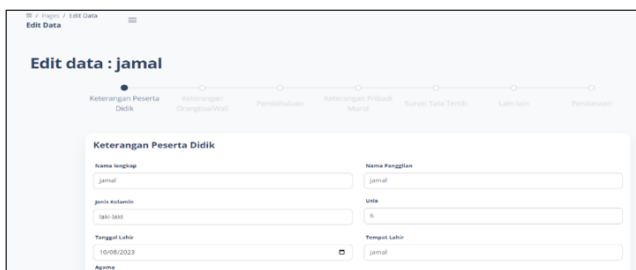 / Pages / Edit Data
Edit Data
Edit data : jamal
Keterangan Peserta Didik
Keterangan Orangtua/Wali
Pendahuluan
Keterangan Pribadi Murid
Survei Tata Tertib
Lain-lain
Pendanaan
Keterangan Peserta Didik
Nama lengkap
Nama Panggilan
jamal
jamal
Jenis Kelamin
Usia
laki-laki
6
Tanggal Lahir
Tempat Lahir
10/08/2023
jamal
Agama